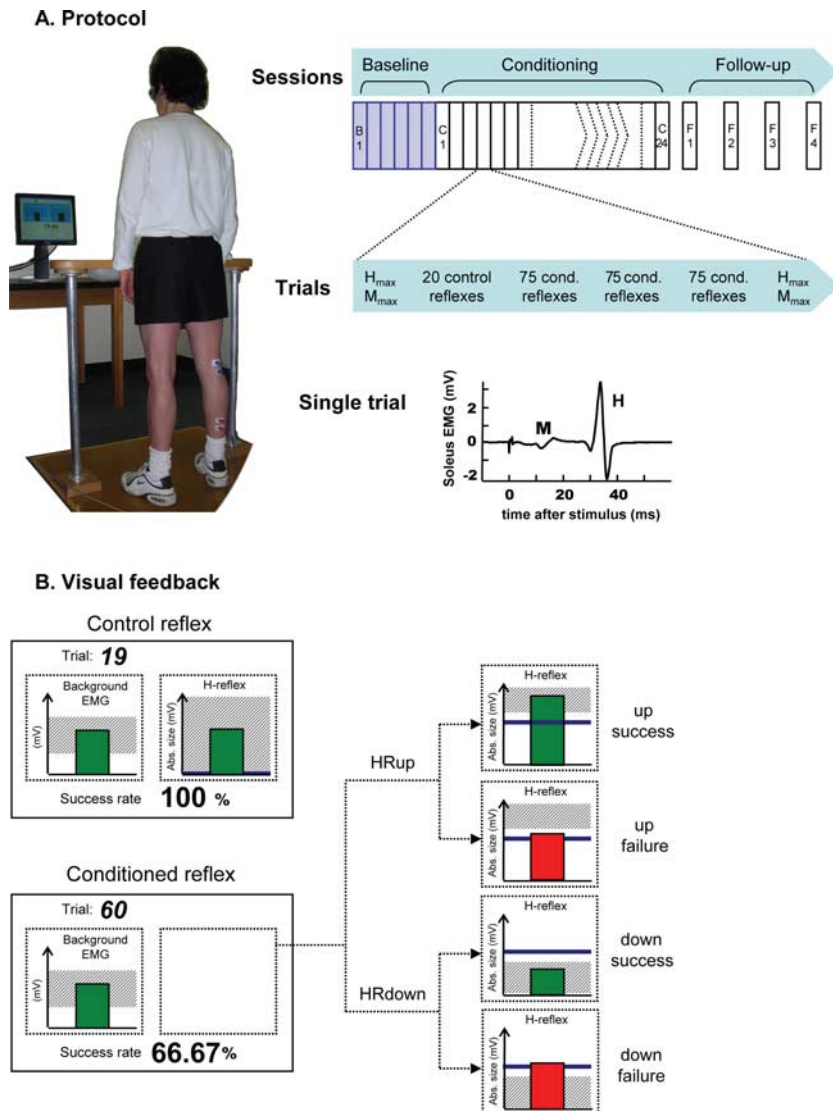 A. Protocol
Sessions
Baseline
Conditioning
Follow-up
B
1
C
1
C
24
F
1
F
2
F
3
F
4
Trials
Hmax
Mmax
20 control
reflexes
75 cond.
reflexes
75 cond.
reflexes
75 cond.
reflexes
Hmax
Mmax
Single trial
Soleus EMG (mV)
2
0
-2
M
H
0
20
40
time after stimulus (ms)
B. Visual feedback
Control reflex
Trial: 19
Background
EMG
(mV)
H-reflex
Abs. size (mV)
Success rate 100 %
Conditioned reflex
Trial: 60
Background
EMG
(mV)
Success rate 66.67%
HRup
HRdown
H-reflex
Abs. size (mV)
up
success
H-reflex
Abs. size (mV)
up
failure
H-reflex
Abs. size (mV)
down
success
H-reflex
Abs. size (mV)
down
failure